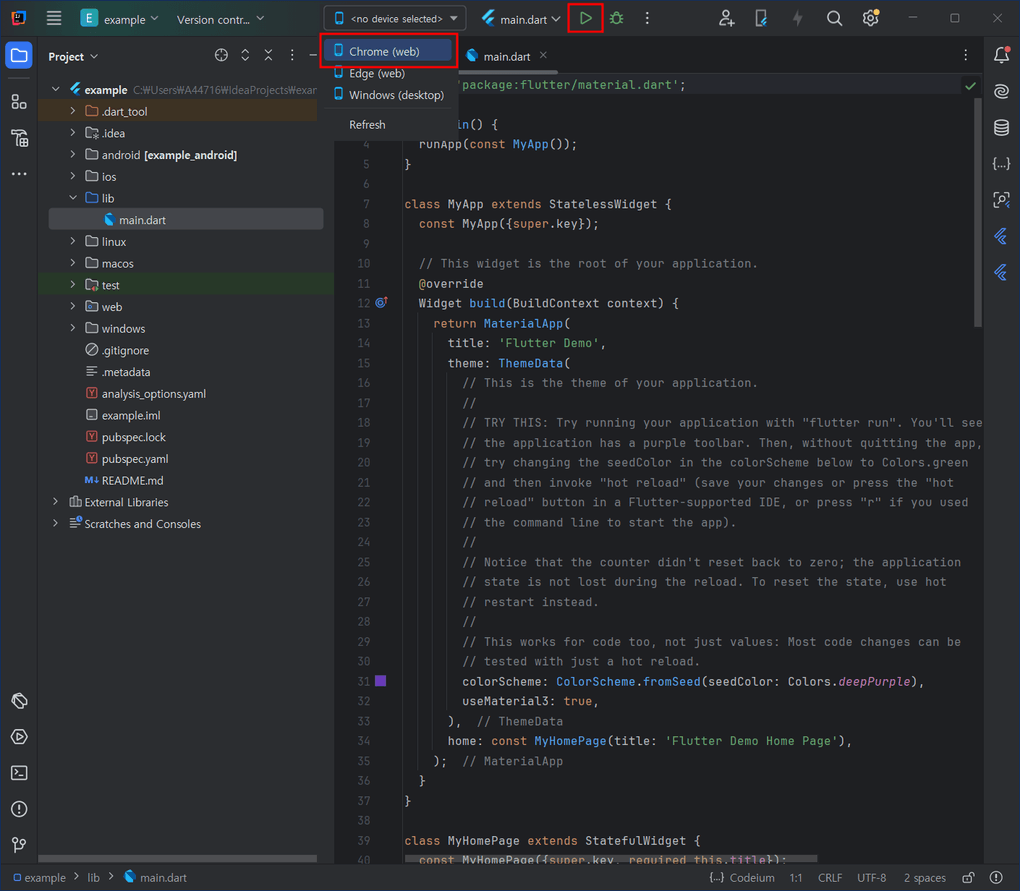 E example
Version contr...
<no device selected>
main.dart
Project
Chrome (web)
Edge (web)
Windows (desktop)
Refresh
main.dart
example C:₩Users₩A44716₩IdeaProjects₩exar
.dart_tool
.idea
android [example_android]
ios
lib
main.dart
linux
macos
test
web
windows
.gitignore
.metadata
analysis_options.yaml
example.iml
pubspec.lock
pubspec.yaml
M↓ README.md
External Libraries
Scratches and Consoles
'package:flutter/material.dart';
in() {
4 runApp(const MyApp());
5 }
6
7 class MyApp extends StatelessWidget {
8 const MyApp({super.key});
9
10 // This widget is the root of your application.
11 @override
12 Widget build(BuildContext context) {
13 return MaterialApp(
14 title: 'Flutter Demo',
15 theme: ThemeData(
16 // This is the theme of your application.
17 //
18 // TRY THIS: Try running your application with "flutter run". You'll see
19 // the application has a purple toolbar. Then, without quitting the app,
20 // try changing the seedColor in the colorScheme below to Colors.green
21 // and then invoke "hot reload" (save your changes or press the "hot
22 // reload" button in a Flutter-supported IDE, or press "r" if you used
23 // the command line to start the app).
24 //
25 // Notice that the counter didn't reset back to zero; the application
26 // state is not lost during the reload. To reset the state, use hot
27 // restart instead.
28 //
29 // This works for code too, not just values: Most code changes can be
30 // tested with just a hot reload.
31 colorScheme: ColorScheme.fromSeed(seedColor: Colors.deepPurple),
32 useMaterial3: true,
33 ), // ThemeData
34 home: const MyHomePage(title: 'Flutter Demo Home Page'),
35 ); // MaterialApp
36 }
37 }
38
39 class MyHomePage extends StatefulWidget {
40 const MyHomePage({super.key, required this.title});
example > lib > main.dart
{...} Codeium 1:1 CRLF UTF-8 2 spaces